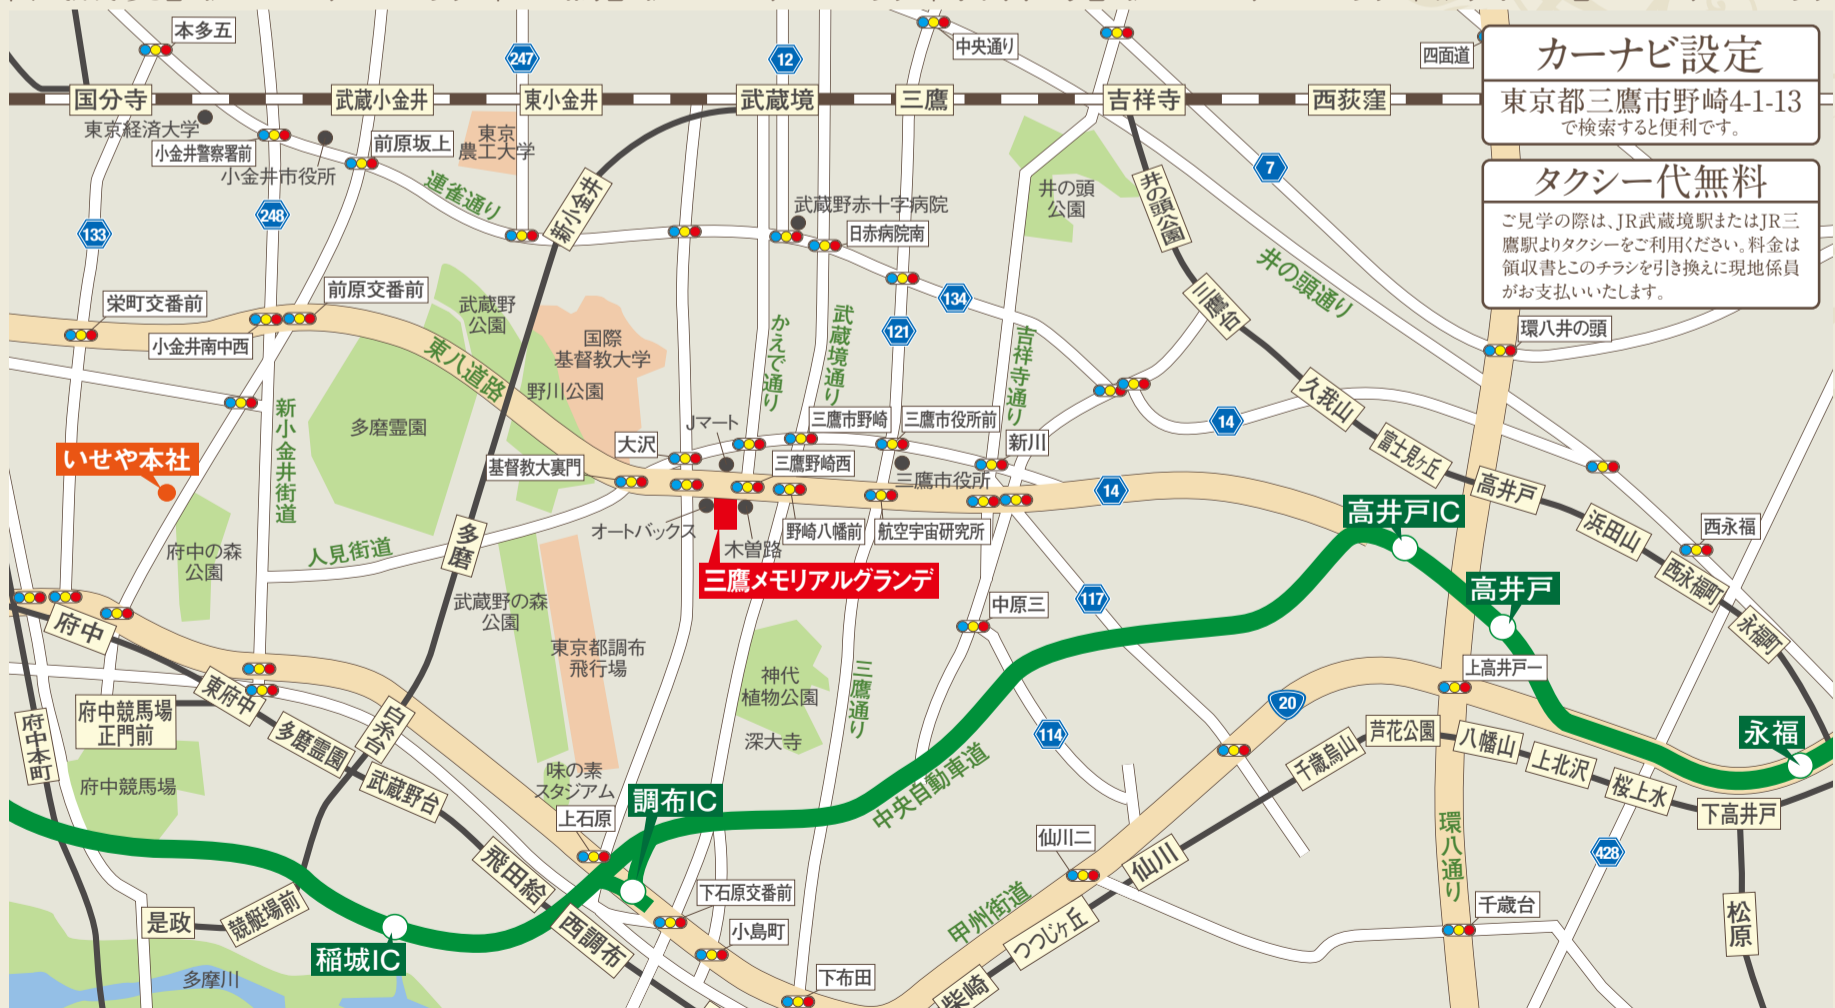 本多五
247
12
中央通り
四面道
カーナビ設定
東京都三鷹市野崎4-1-13
で検索すると便利です。
国分寺
武蔵小金井
東小金井
武蔵境
三鷹
吉祥寺
西荻窪
東京経済大学
小金井警察署前
小金井市役所
前原坂上
東京
農工大学
連雀通り
新小金井
武蔵野赤十字病院
日赤病院南
井の頭
公園
井の頭公園
7
タクシー代無料
ご見学の際は、JR武蔵境駅またはJR三
鷹駅よりタクシーをご利用ください。料金は
領収書とこのチラシを引き換えに現地係員
がお支払いいたします。
133
248
134
121
井の頭通り
三鷹台
環八井の頭
栄町交番前
前原交番前
小金井南中西
武蔵野
公園
国際
基督教大学
野川公園
東八道路
かえで通り
武蔵境通り
吉祥寺通り
久我山
14
富士見ヶ丘
高井戸
浜田山
西永福
西永福町
永福町
新小金井街道
多磨霊園
Jマート
三鷹市野崎
三鷹市役所前
新川
大沢
基督教大裏門
三鷹野崎西
三鷹市役所
14
いせや本社
オートバックス
木曽路
野崎八幡前
航空宇宙研究所
三鷹メモリアルグランデ
高井戸IC
高井戸
府中の森
公園
人見街道
多磨
武蔵野の森
公園
東京都調布
飛行場
神代
植物公園
深大寺
三鷹通り
中原三
117
114
府中
東府中
府中競馬場
正門前
府中本町
府中競馬場
多磨霊園
白糸台
武蔵野台
飛田給
西調布
味の素
スタジアム
上石原
調布IC
中央自動車道
20
上高井戸一
千歳烏山
芦花公園
八幡山
上北沢
桜上水
下高井戸
永福
松原
428
環八通り
千歳台
仙川二
仙川
甲州街道
つつじヶ丘
柴崎
下石原交番前
小島町
下布田
是政
競艇場前
稲城IC
多摩川